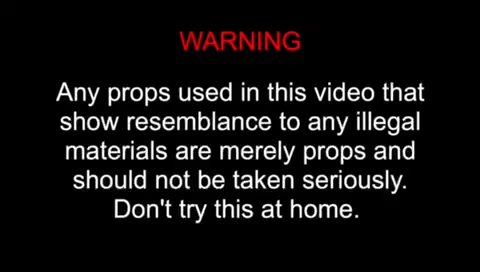 WARNING
Any props used in this video that
show resemblance to any illegal
materials are merely props and
should not be taken seriously.
Don't try this at home.